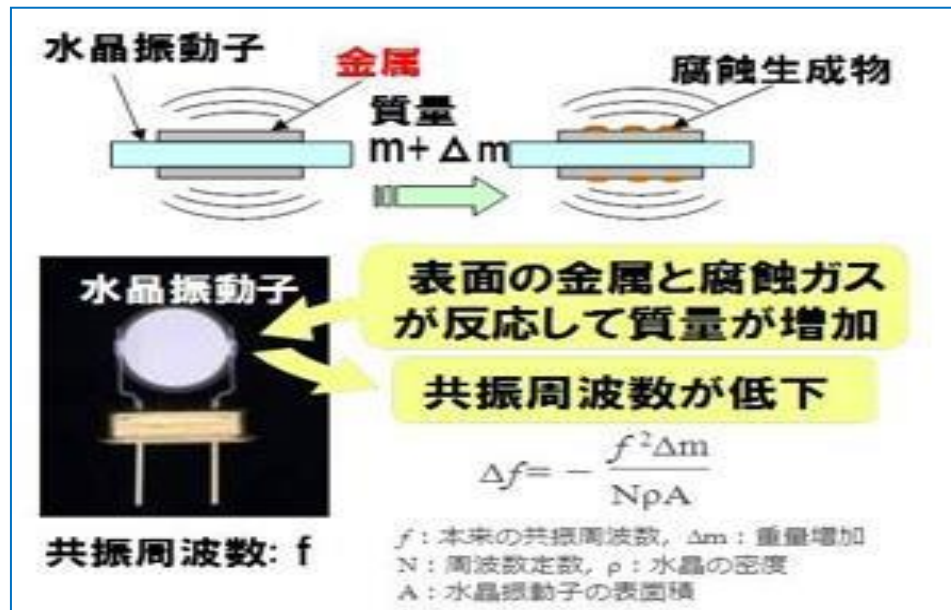 水晶振動子
金属
腐蝕生成物
質量
m+Δm
水晶振動子
表面の金属と腐蝕ガス
が反応して質量が増加
共振周波数が低下
Δf=− f²Δm / NρA
共振周波数: f
f：本来の共振周波数, Δm：重量増加
N：周波数定数, ρ：水晶の密度
A：水晶振動子の表面積